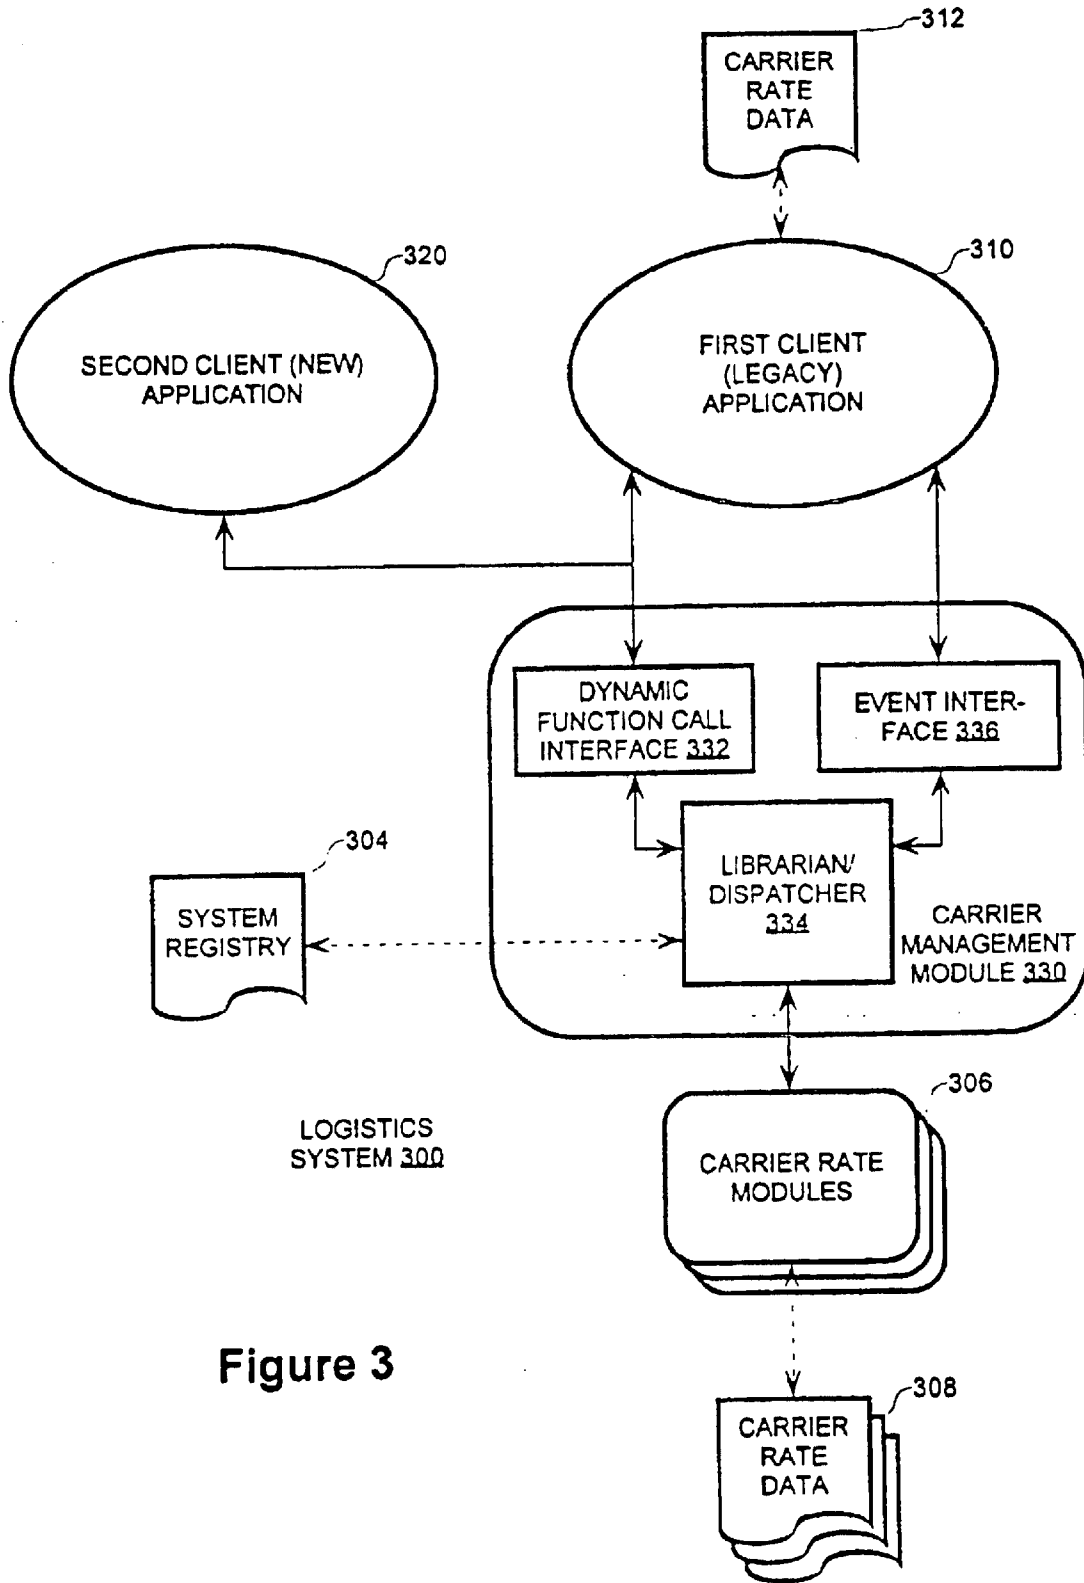 312
CARRIER
RATE
DATA
310
320
FIRST CLIENT
(LEGACY)
APPLICATION
SECOND CLIENT (NEW)
APPLICATION
DYNAMIC
FUNCTION CALL
INTERFACE 332
EVENT INTER-
FACE 336
304
SYSTEM
REGISTRY
LIBRARIAN/
DISPATCHER
334
CARRIER
MANAGEMENT
MODULE 330
306
LOGISTICS
SYSTEM 300
CARRIER RATE
MODULES
Figure 3
308
CARRIER
RATE
DATA